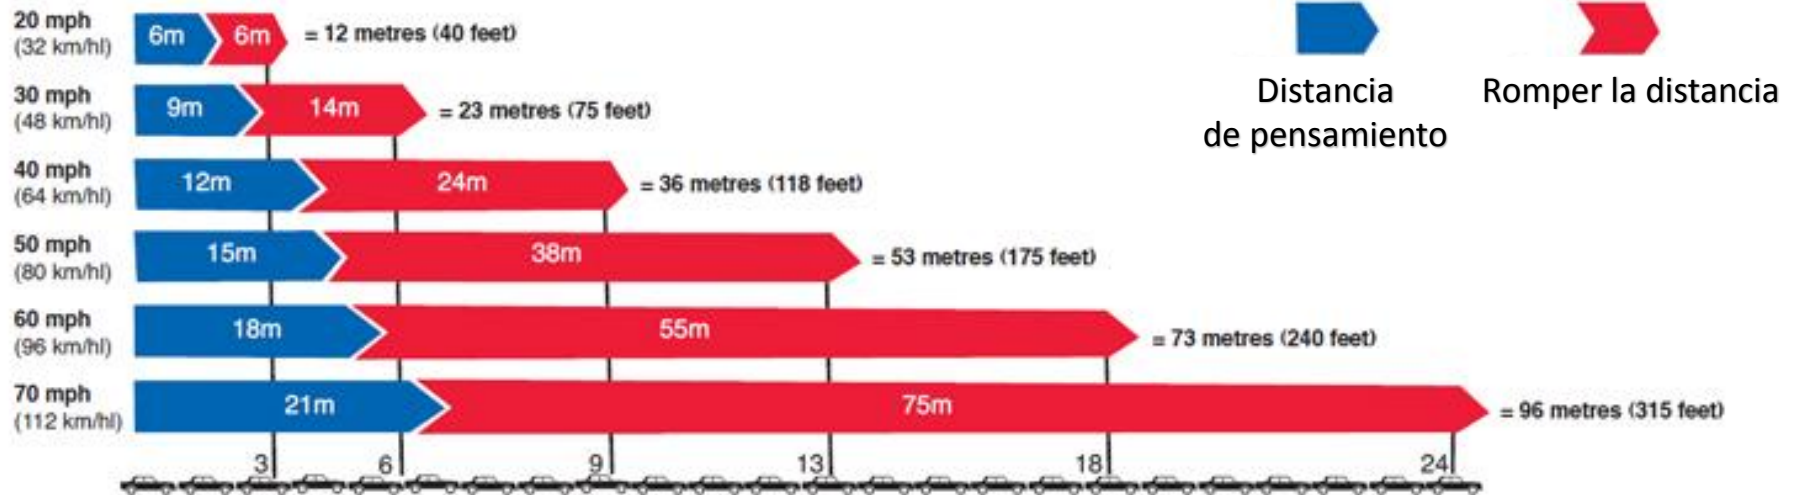 20 mph
(32 km/hl)
6m
6m
= 12 metres (40 feet)
30 mph
(48 km/hl)
9m
14m
= 23 metres (75 feet)
40 mph
(64 km/hl)
12m
24m
= 36 metres (118 feet)
50 mph
(80 km/hl)
15m
38m
= 53 metres (175 feet)
60 mph
(96 km/hl)
18m
55m
= 73 metres (240 feet)
70 mph
(112 km/hl)
21m
75m
= 96 metres (315 feet)
3
6
9
13
18
24
Distancia
de pensamiento
Romper la distancia